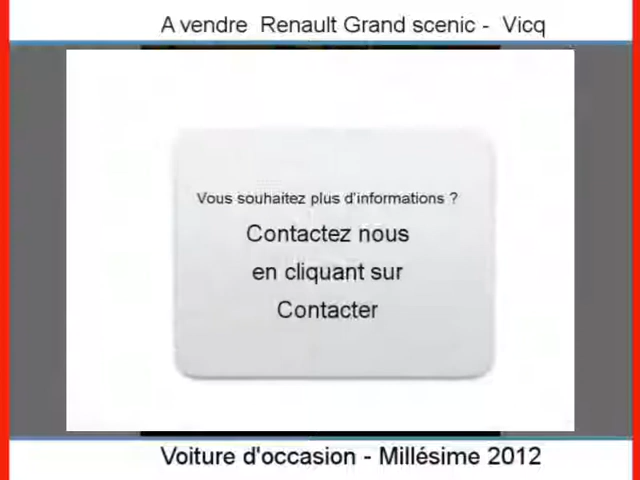 A vendre Renault Grand scenic - Vicq
Vous souhaitez plus d'informations ?
Contactez nous
en cliquant sur
Contacter
Voiture d'occasion - Millésime 2012